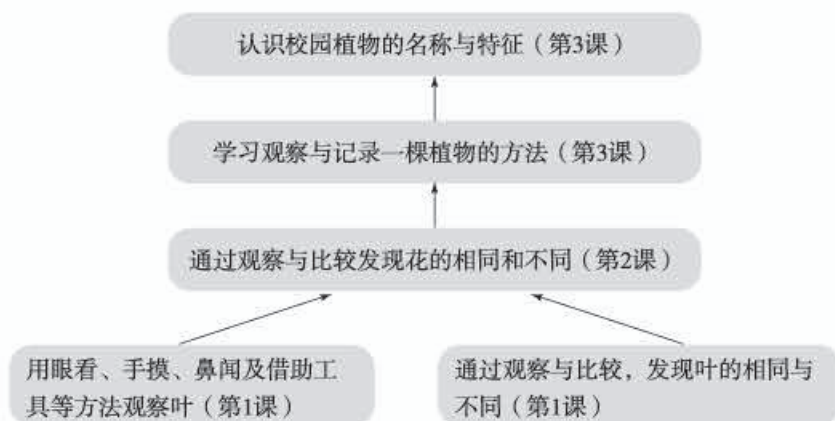 认识校园植物的名称与特征（第3课）
学习观察与记录一棵植物的方法（第3课）
通过观察与比较发现花的相同和不同（第2课）
用眼看、手摸、鼻闻及借助工
具等方法观察叶（第1课）
通过观察与比较，发现叶的相同与
不同（第1课）